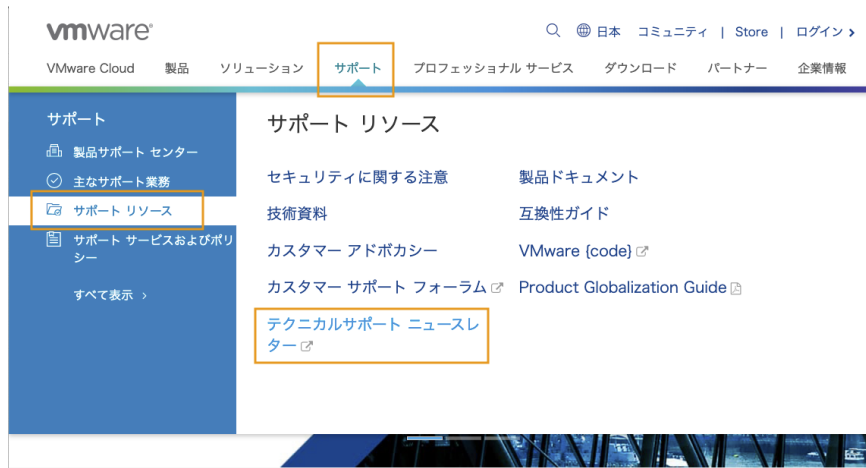 vmware®
日本 コミュニティ | Store | ログイン
VMware Cloud 製品 ソリューション サポート プロフェッショナル サービス ダウンロード パートナー 企業情報
サポート
製品サポート センター
主なサポート業務
サポート リソース
サポート サービスおよびポリ
シー
すべて表示
サポート リソース
セキュリティに関する注意
製品ドキュメント
技術資料
互換性ガイド
カスタマー アドボカシー
VMware {code}
カスタマー サポート フォーラム
Product Globalization Guide
テクニカルサポート ニュースレ
ター